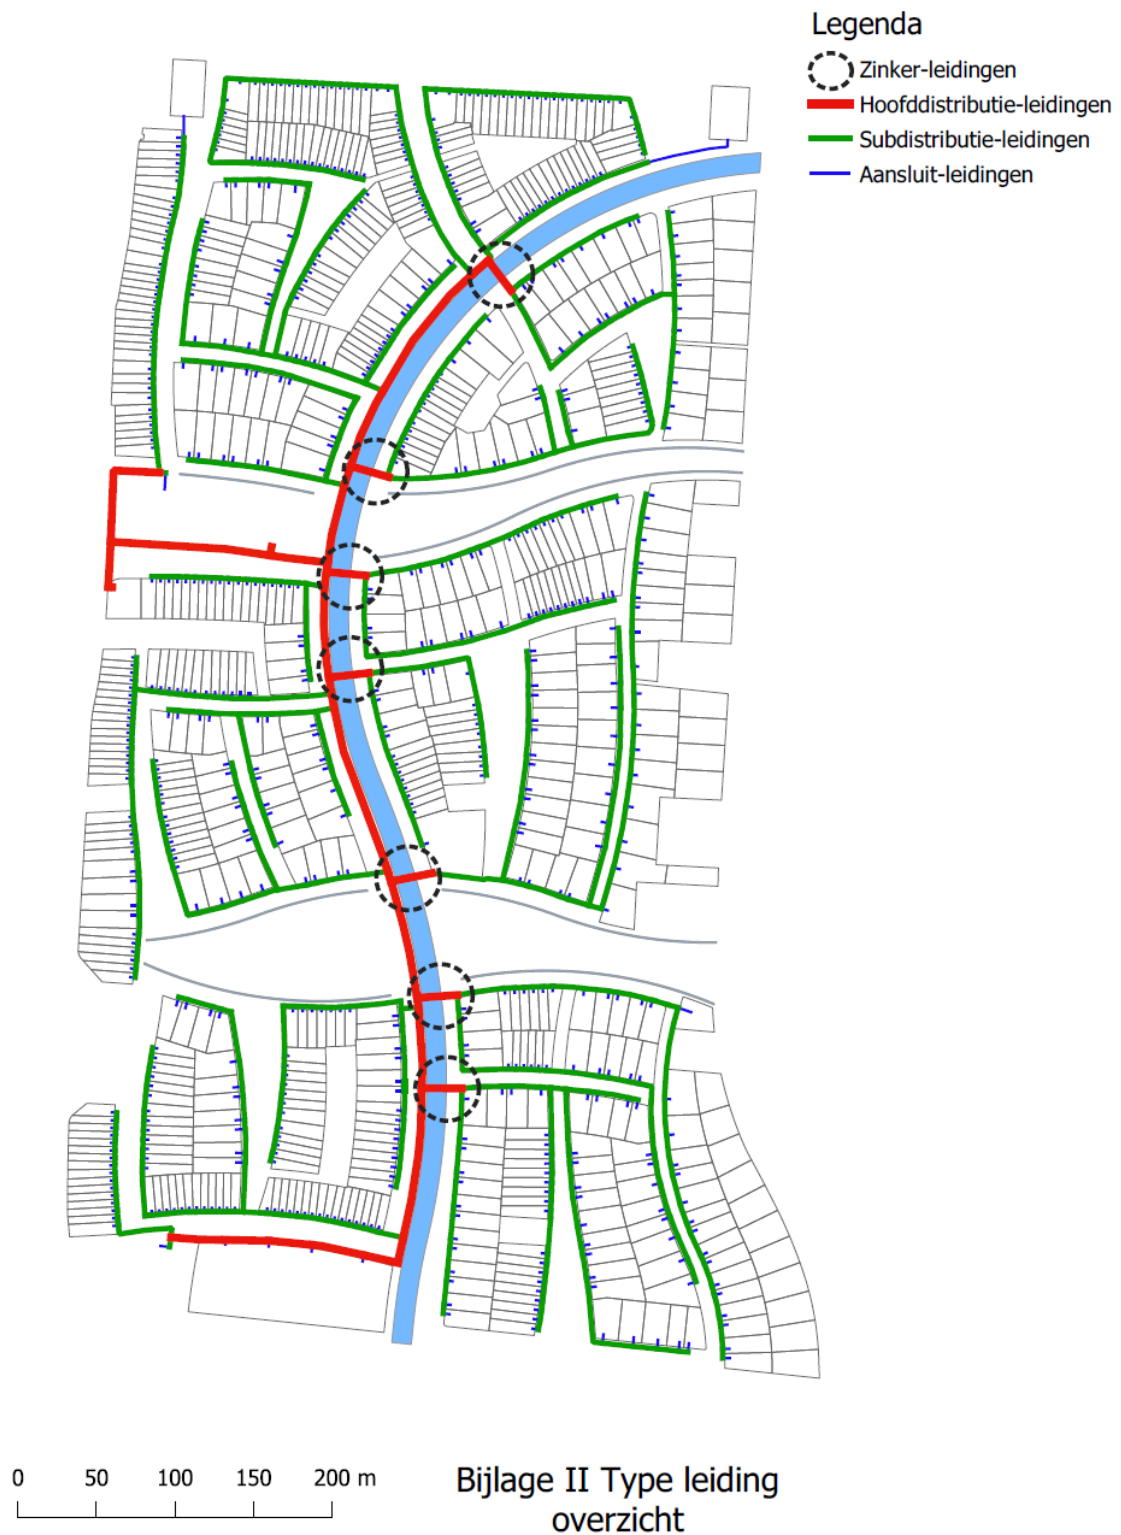 Legenda
Zinker-leidingen
Hoofddistributie-leidingen
Subdistributie-leidingen
Aansluit-leidingen
0 50 100 150 200 m
Bijlage II Type leiding
overzicht